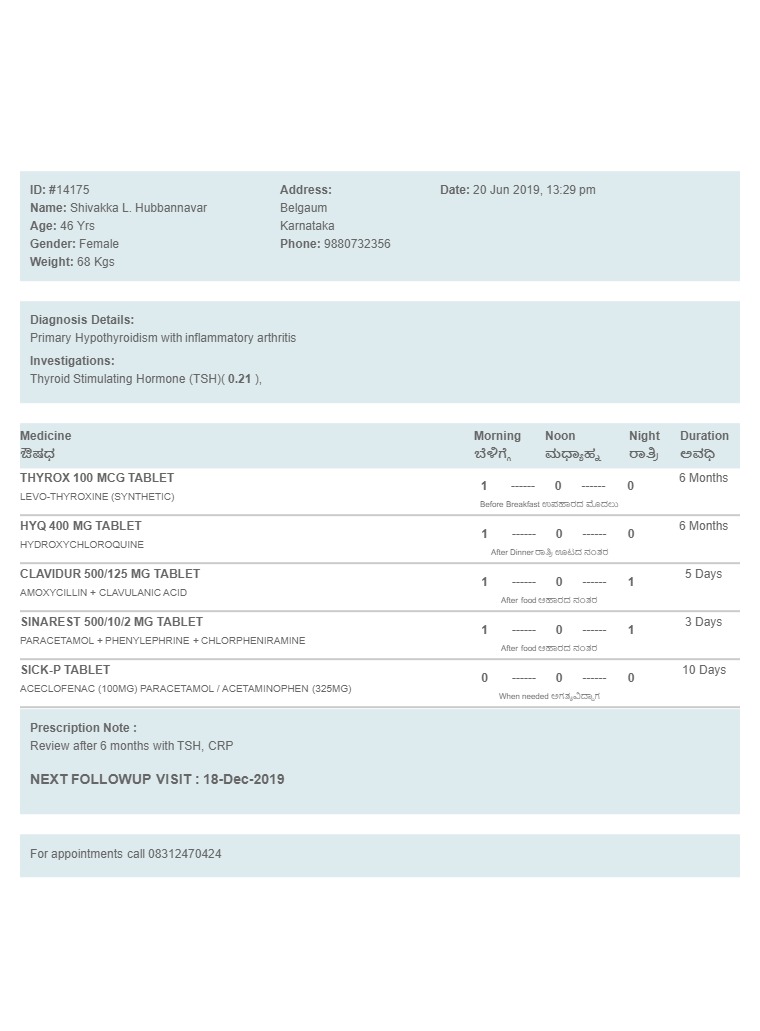 ID: #14175
Name: Shivakka L. Hubbannavar
Age: 46 Yrs
Gender: Female
Weight: 68 Kgs
Address:
Belgaum
Karnataka
Phone: 9880732356
Date: 20 Jun 2019, 13:29 pm
Diagnosis Details:
Primary Hypothyroidism with inflammatory arthritis
Investigations:
Thyroid Stimulating Hormone (TSH)( 0.21 ),
Medicine Morning Noon Night Duration
ಔಷಧ ಬೆಳಿಗ್ಗೆ ಮಧ್ಯಾಹ್ನ ರಾತ್ರಿ ಅವಧಿ
THYROX 100 MCG TABLET 1 ------ 0 ------ 0 6 Months
LEVO-THYROXINE (SYNTHETIC) Before Breakfast ಉಪಹಾರದ ಮೊದಲು
HYQ 400 MG TABLET 1 ------ 0 ------ 0 6 Months
HYDROXYCHLOROQUINE After Dinner ರಾತ್ರಿ ಊಟದ ನಂತರ
CLAVIDUR 500/125 MG TABLET 1 ------ 0 ------ 1 5 Days
AMOXYCILLIN + CLAVULANIC ACID After food ಆಹಾರದ ನಂತರ
SINAREST 500/10/2 MG TABLET 1 ------ 0 ------ 1 3 Days
PARACETAMOL + PHENYLEPHRINE + CHLORPHENIRAMINE After food ಆಹಾರದ ನಂತರ
SICK-P TABLET 0 ------ 0 ------ 0 10 Days
ACECLOFENAC (100MG) PARACETAMOL / ACETAMINOPHEN (325MG) When needed
Prescription Note :
Review after 6 months with TSH, CRP
NEXT FOLLOWUP VISIT : 18-Dec-2019
For appointments call 08312470424